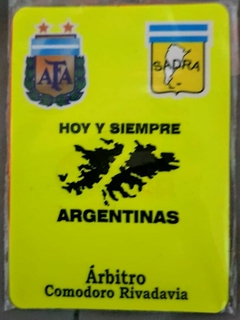 AFA
SADRA
HOY Y SIEMPRE
ARGENTINAS
Árbitro
Comodoro Rivadavia